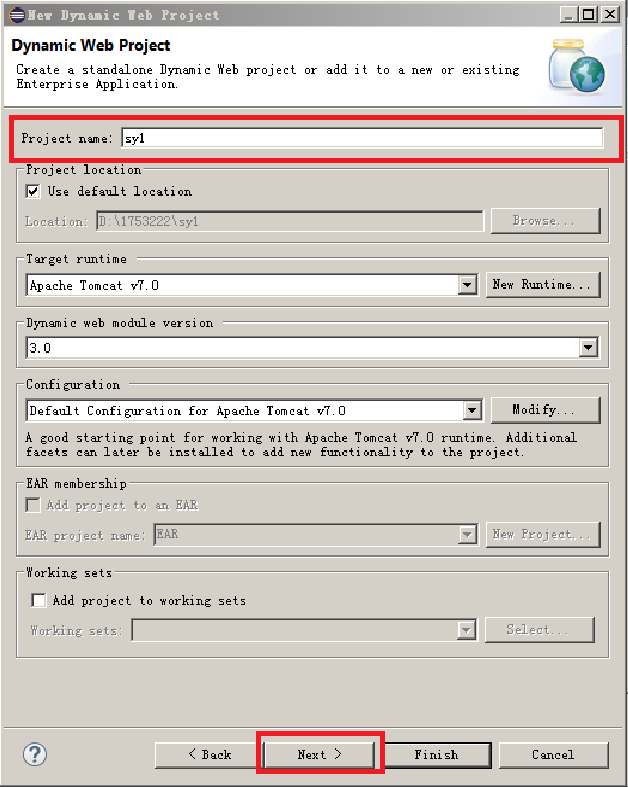 New Dynamic Web Project
Dynamic Web Project
Create a standalone Dynamic Web project or add it to a new or existing
Enterprise Application.
Project name: sy1
Project location
Use default location
Location: D:\1753222\sy1 Browse...
Target runtime
Apache Tomcat v7.0 New Runtime...
Dynamic web module version
3.0
Configuration
Default Configuration for Apache Tomcat v7.0 Modify...
A good starting point for working with Apache Tomcat v7.0 runtime. Additional
facets can later be installed to add new functionality to the project.
EAR membership
Add project to an EAR
EAR project name: EAR New Project...
Working sets
Add project to working sets
Working sets: Select...
? < Back Next > Finish Cancel